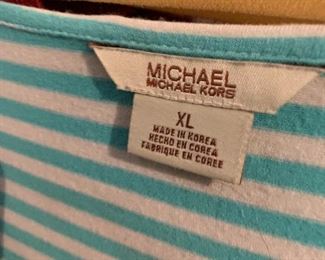 MICHAEL
MICHAEL KORS
XL
MADE IN KOREA
HECHO EN COREA
FABRIQUE EN COREE